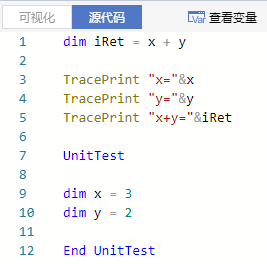 可视化 源代码 Var 查看变量
1 dim iRet = x + y
2
3 TracePrint "x="&x
4 TracePrint "y="&y
5 TracePrint "x+y="&iRet
6
7 UnitTest
8
9 dim x = 3
10 dim y = 2
11
12 End UnitTest